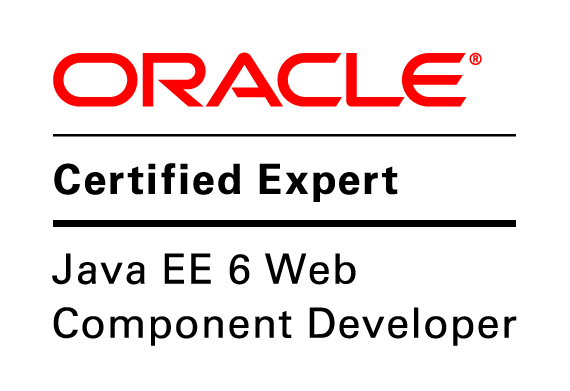 ORACLE®
Certified Expert
Java EE 6 Web
Component Developer